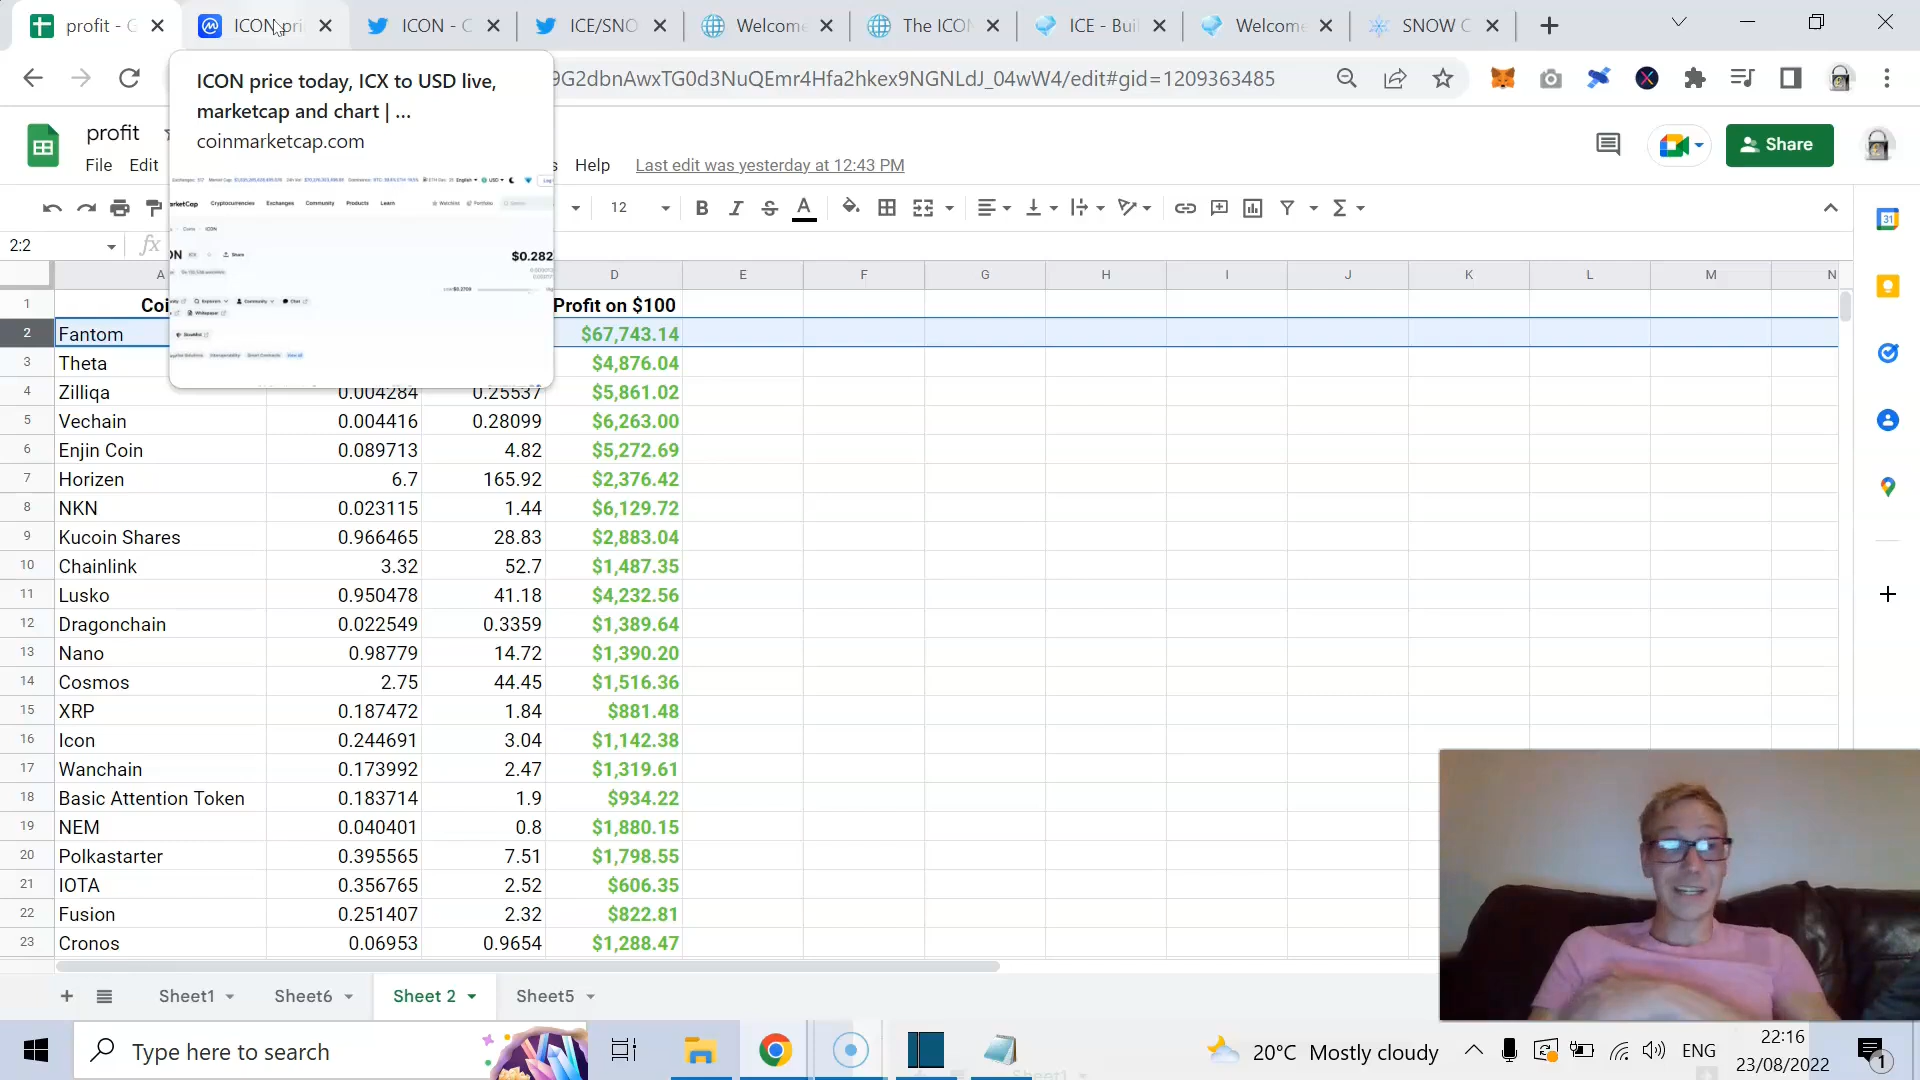 profit - G
ICON pri
ICON - C
ICE/SNO
Welcome
The ICON
ICE - Buil
Welcome
SNOW C
9G2dbnAwxTG0d3NuQEmr4Hfa2hkex9NGNLdJ_04wW4/edit#gid=1209363485
ICON price today, ICX to USD live,
marketcap and chart | ...
coinmarketcap.com
profit
File Edit Help Last edit was yesterday at 12:43 PM
Share
12
2:2
Cryptocurrencies Exchanges Community Products Learn
$0.282
A D E F G H I J K L M N
1 Coi Profit on $100
2 Fantom $67,743.14
3 Theta $4,876.04
4 Zilliqa 0.004284 0.25537 $5,861.02
5 Vechain 0.004416 0.28099 $6,263.00
6 Enjin Coin 0.089713 4.82 $5,272.69
7 Horizen 6.7 165.92 $2,376.42
8 NKN 0.023115 1.44 $6,129.72
9 Kucoin Shares 0.966465 28.83 $2,883.04
10 Chainlink 3.32 52.7 $1,487.35
11 Lusko 0.950478 41.18 $4,232.56
12 Dragonchain 0.022549 0.3359 $1,389.64
13 Nano 0.98779 14.72 $1,390.20
14 Cosmos 2.75 44.45 $1,516.36
15 XRP 0.187472 1.84 $881.48
16 Icon 0.244691 3.04 $1,142.38
17 Wanchain 0.173992 2.47 $1,319.61
18 Basic Attention Token 0.183714 1.9 $934.22
19 NEM 0.040401 0.8 $1,880.15
20 Polkastarter 0.395565 7.51 $1,798.55
21 IOTA 0.356765 2.52 $606.35
22 Fusion 0.251407 2.32 $822.81
23 Cronos 0.06953 0.9654 $1,288.47
Sheet1 Sheet6 Sheet 2 Sheet5
Type here to search
20°C Mostly cloudy
ENG
22:16
23/08/2022
1